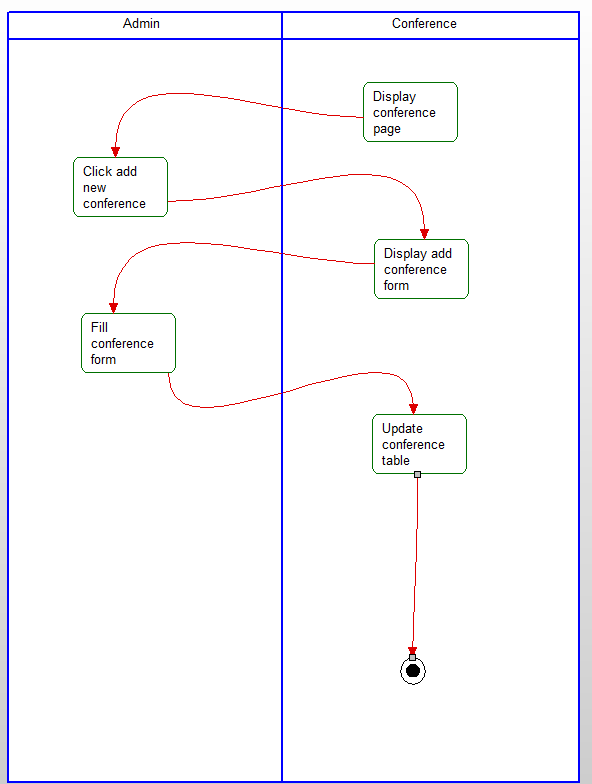 Admin
Conference
Display
conference
page
Click add
new
conference
Display add
conference
form
Fill
conference
form
Update
conference
table